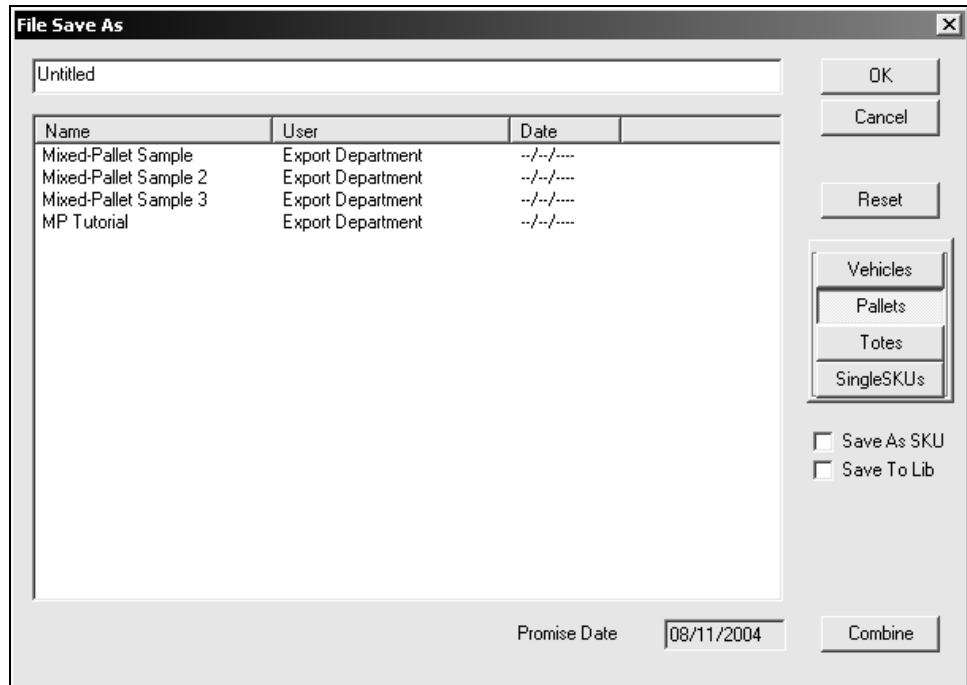 File Save As
Untitled
OK
Cancel
Name User Date
Mixed-Pallet Sample Export Department --/--/----
Mixed-Pallet Sample 2 Export Department --/--/----
Mixed-Pallet Sample 3 Export Department --/--/----
MP Tutorial Export Department --/--/----
Reset
Vehicles
Pallets
Totes
SingleSKUs
Save As SKU
Save To Lib
Promise Date 08/11/2004 Combine